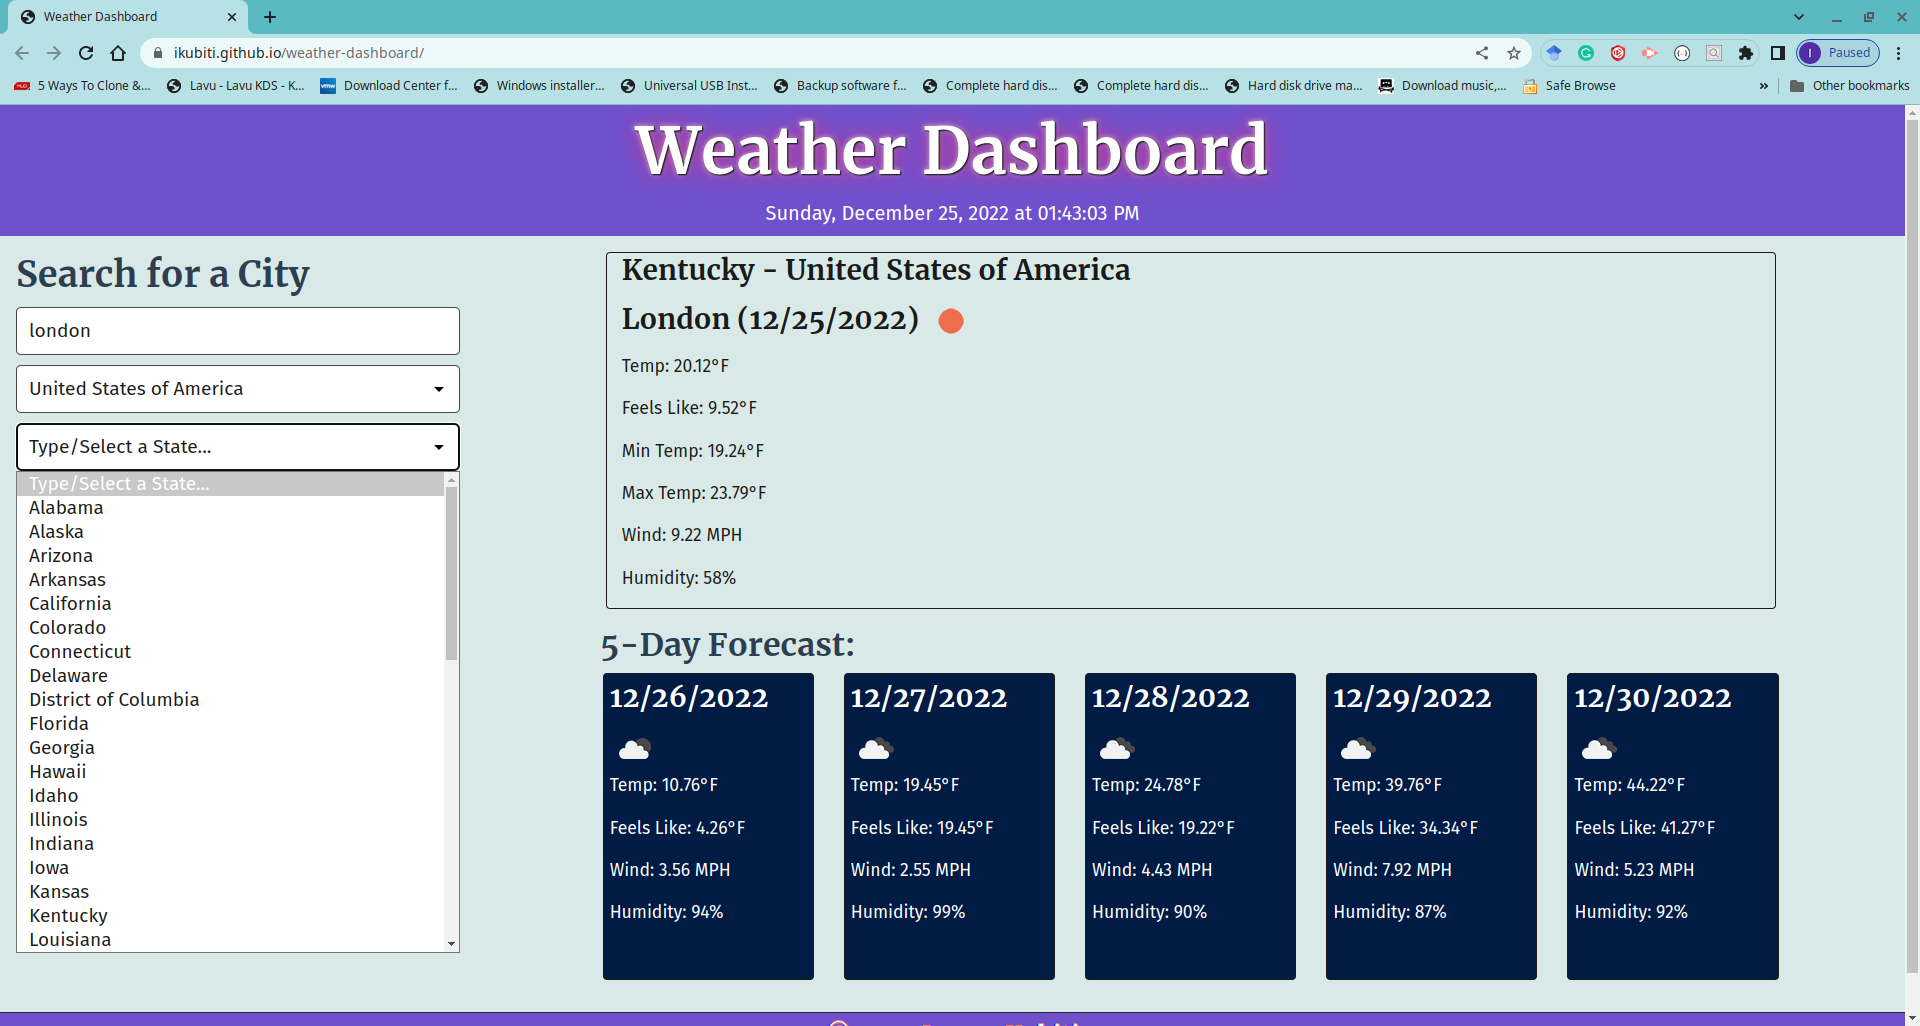 Weather Dashboard
ikubiti.github.io/weather-dashboard/
I Paused
5 Ways To Clone &... Lavu - Lavu KDS - K... Download Center f... Windows installer... Universal USB Inst... Backup software f... Complete hard dis... Complete hard dis... Hard disk drive ma... Download music,... Safe Browse » Other bookmarks
Weather Dashboard
Sunday, December 25, 2022 at 01:43:03 PM
Search for a City
london
United States of America
Type/Select a State...
Type/Select a State...
Alabama
Alaska
Arizona
Arkansas
California
Colorado
Connecticut
Delaware
District of Columbia
Florida
Georgia
Hawaii
Idaho
Illinois
Indiana
Iowa
Kansas
Kentucky
Louisiana
Kentucky - United States of America
London (12/25/2022)
Temp: 20.12°F
Feels Like: 9.52°F
Min Temp: 19.24°F
Max Temp: 23.79°F
Wind: 9.22 MPH
Humidity: 58%
5-Day Forecast:
12/26/2022
Temp: 10.76°F
Feels Like: 4.26°F
Wind: 3.56 MPH
Humidity: 94%
12/27/2022
Temp: 19.45°F
Feels Like: 19.45°F
Wind: 2.55 MPH
Humidity: 99%
12/28/2022
Temp: 24.78°F
Feels Like: 19.22°F
Wind: 4.43 MPH
Humidity: 90%
12/29/2022
Temp: 39.76°F
Feels Like: 34.34°F
Wind: 7.92 MPH
Humidity: 87%
12/30/2022
Temp: 44.22°F
Feels Like: 41.27°F
Wind: 5.23 MPH
Humidity: 92%